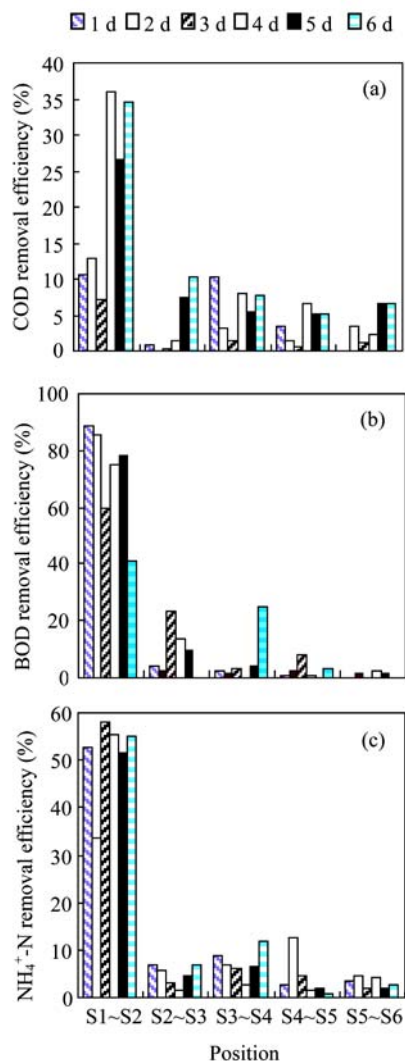 1 d 2 d 3 d 4 d 5 d 6 d
(a)
COD removal efficiency (%)
40
35
30
25
20
15
10
5
0
(b)
BOD removal efficiency (%)
100
80
60
40
20
0
(c)
NH₄⁺-N removal efficiency (%)
60
50
40
30
20
10
0
S1~S2 S2~S3 S3~S4 S4~S5 S5~S6
Position